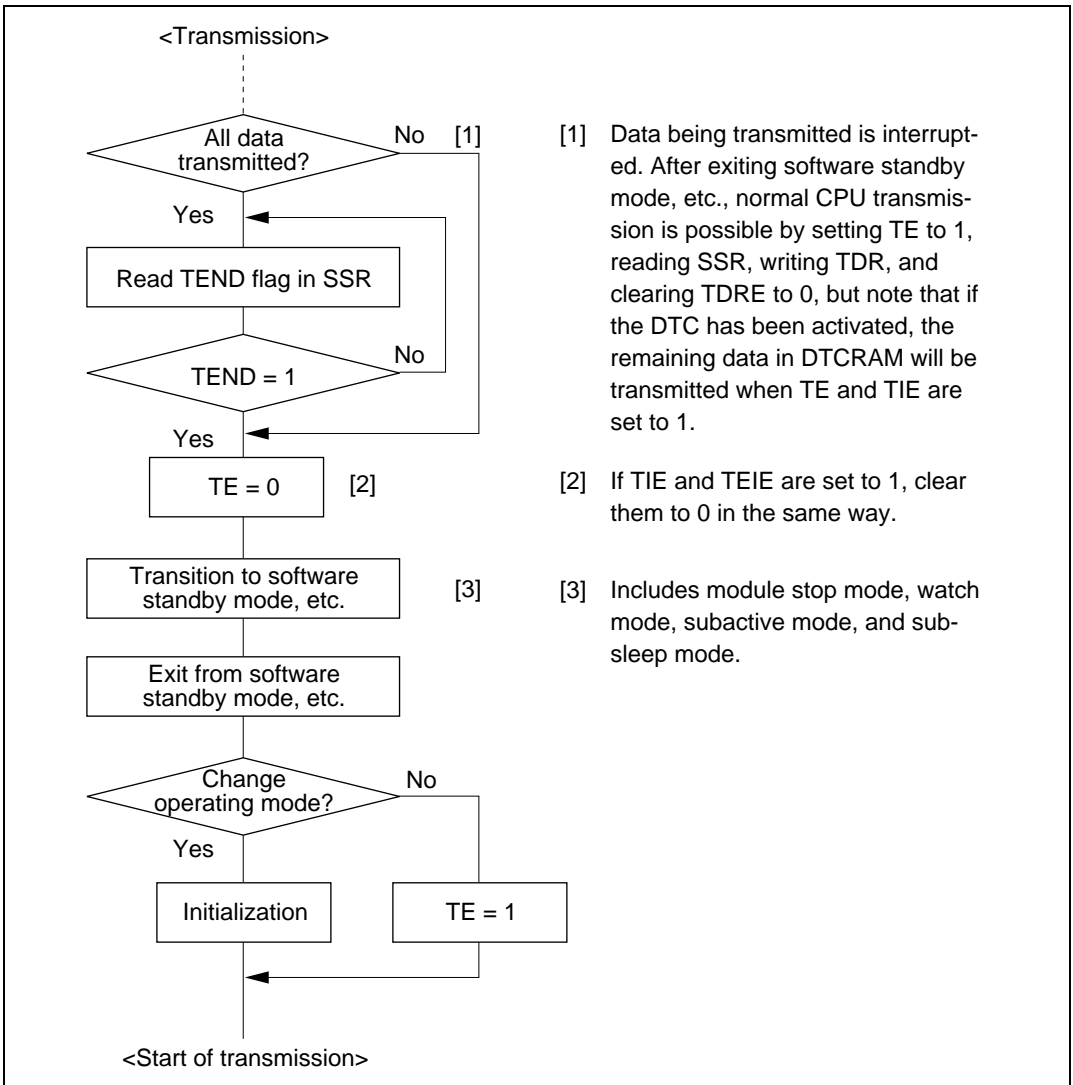 <Transmission>
All data
transmitted?
No
[1]
Yes
Read TEND flag in SSR
TEND = 1
No
Yes
TE = 0
[2]
Transition to software
standby mode, etc.
[3]
Exit from software
standby mode, etc.
Change
operating mode?
No
Yes
Initialization
TE = 1
<Start of transmission>
[1] Data being transmitted is interrupt-
ed. After exiting software standby
mode, etc., normal CPU transmis-
sion is possible by setting TE to 1,
reading SSR, writing TDR, and
clearing TDRE to 0, but note that if
the DTC has been activated, the
remaining data in DTCRAM will be
transmitted when TE and TIE are
set to 1.
[2] If TIE and TEIE are set to 1, clear
them to 0 in the same way.
[3] Includes module stop mode, watch
mode, subactive mode, and sub-
sleep mode.